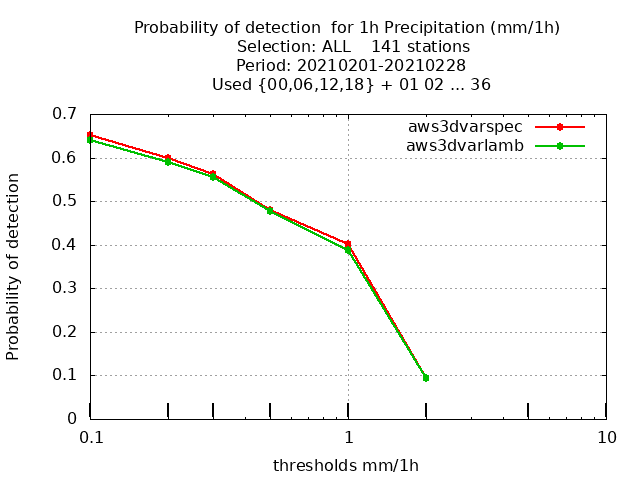 Probability of detection  for 1h Precipitation (mm/1h)
Selection: ALL    141 stations
Period: 20210201-20210228
Used {00,06,12,18} + 01 02 ... 36
aws3dvarspec
aws3dvarlamb
Probability of detection
0.7
0.6
0.5
0.4
0.3
0.2
0.1
0
0.1 1 10
thresholds mm/1h